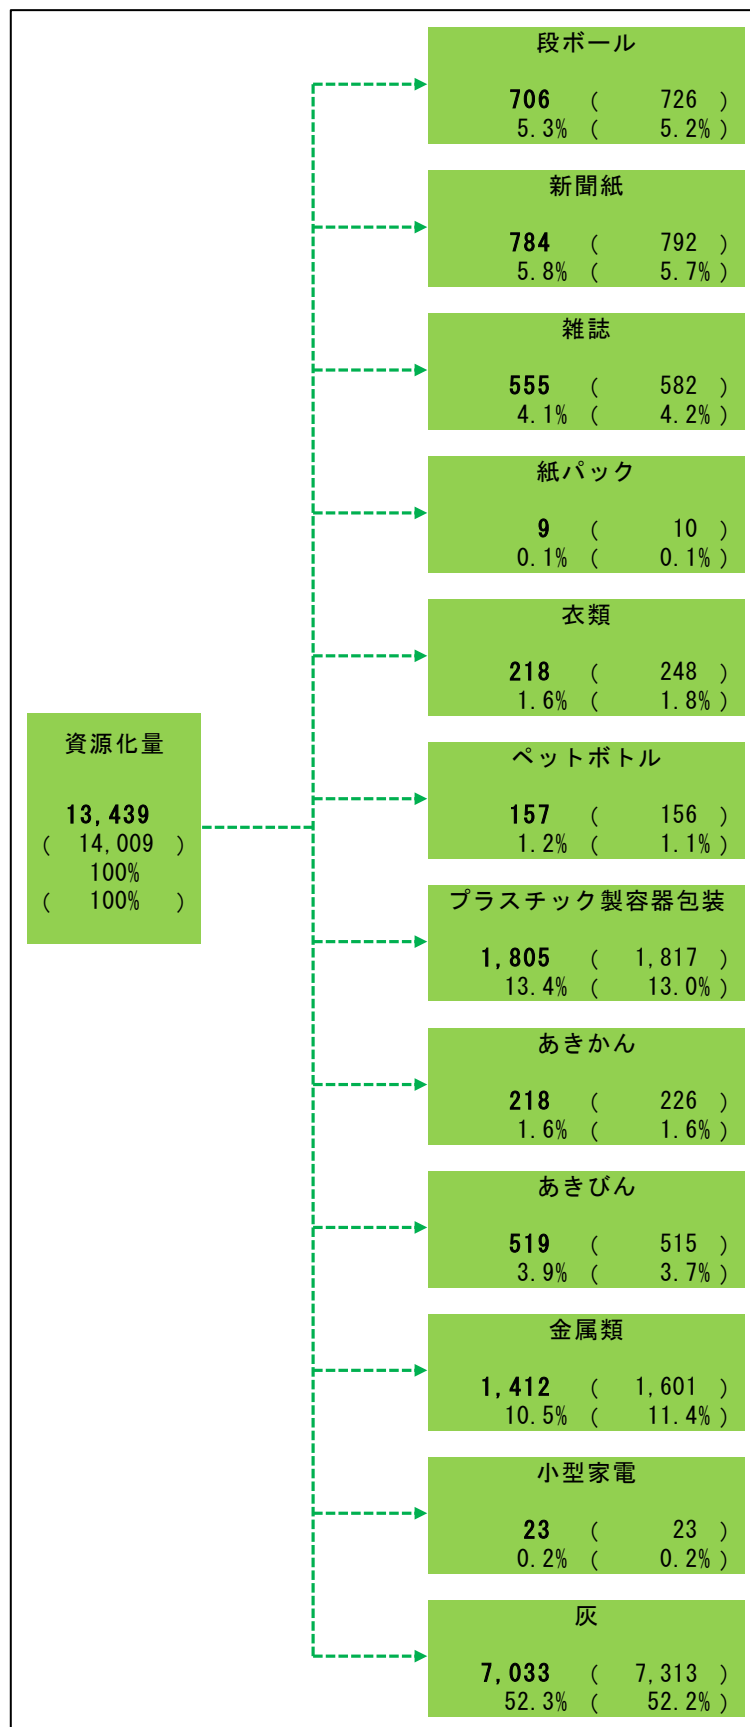 段ボール
706 ( 726 )
5.3% ( 5.2% )
新聞紙
784 ( 792 )
5.8% ( 5.7% )
雑誌
555 ( 582 )
4.1% ( 4.2% )
紙パック
9 ( 10 )
0.1% ( 0.1% )
衣類
218 ( 248 )
1.6% ( 1.8% )
資源化量
13,439
( 14,009 )
100%
( 100% )
ペットボトル
157 ( 156 )
1.2% ( 1.1% )
プラスチック製容器包装
1,805 ( 1,817 )
13.4% ( 13.0% )
あきかん
218 ( 226 )
1.6% ( 1.6% )
あきびん
519 ( 515 )
3.9% ( 3.7% )
金属類
1,412 ( 1,601 )
10.5% ( 11.4% )
小型家電
23 ( 23 )
0.2% ( 0.2% )
灰
7,033 ( 7,313 )
52.3% ( 52.2% )